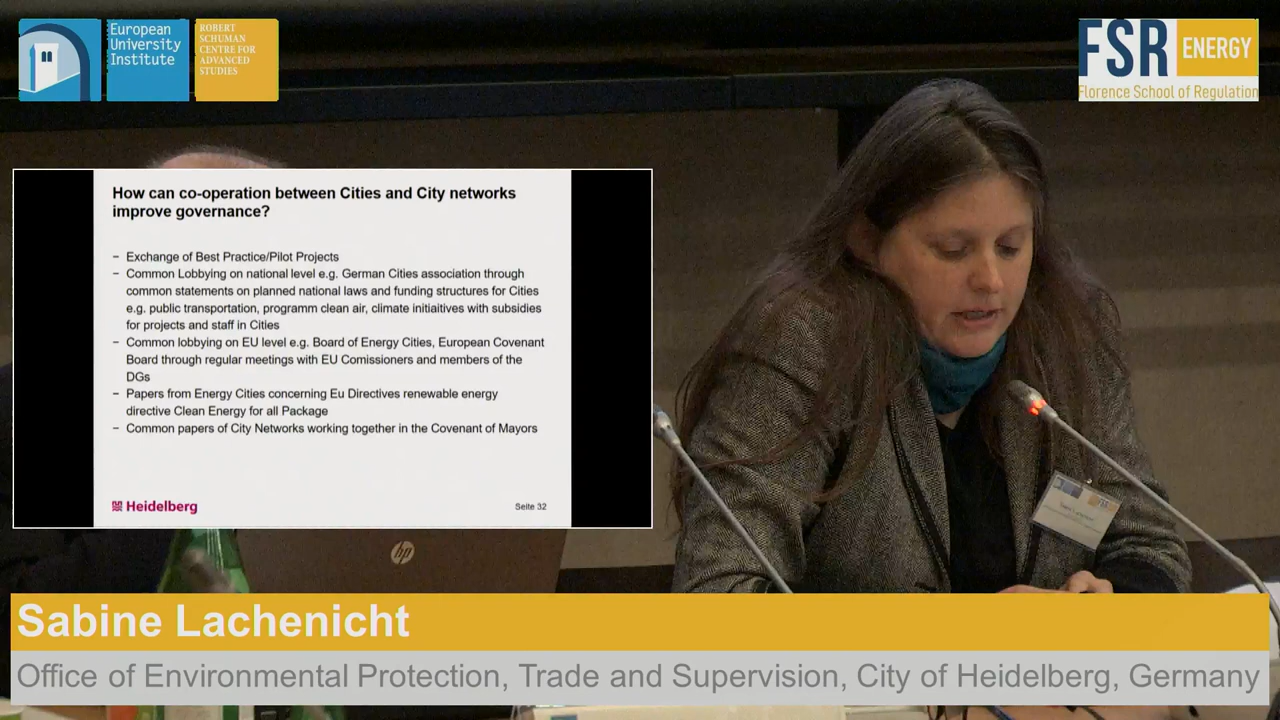 European
University
Institute
ROBERT
SCHUMAN
CENTRE FOR
ADVANCED
STUDIES
FSR ENERGY
Florence School of Regulation
How can co-operation between Cities and City networks
improve governance?
– Exchange of Best Practice/Pilot Projects
– Common Lobbying on national level e.g. German Cities association through
common statements on planned national laws and funding structures for Cities
e.g. public transportation, programm clean air, climate initiaitives with subsidies
for projects and staff in Cities
– Common lobbying on EU level e.g. Board of Energy Cities, European Covenant
Board through regular meetings with EU Comissioners and members of the
DGs
– Papers from Energy Cities concerning Eu Directives renewable energy
directive Clean Energy for all Package
– Common papers of City Networks working together in the Covenant of Mayors
Heidelberg
Seite 32
hp
Sabine Lachenicht
Office of Environmental Protection, Trade and Supervision, City of Heidelberg, Germany